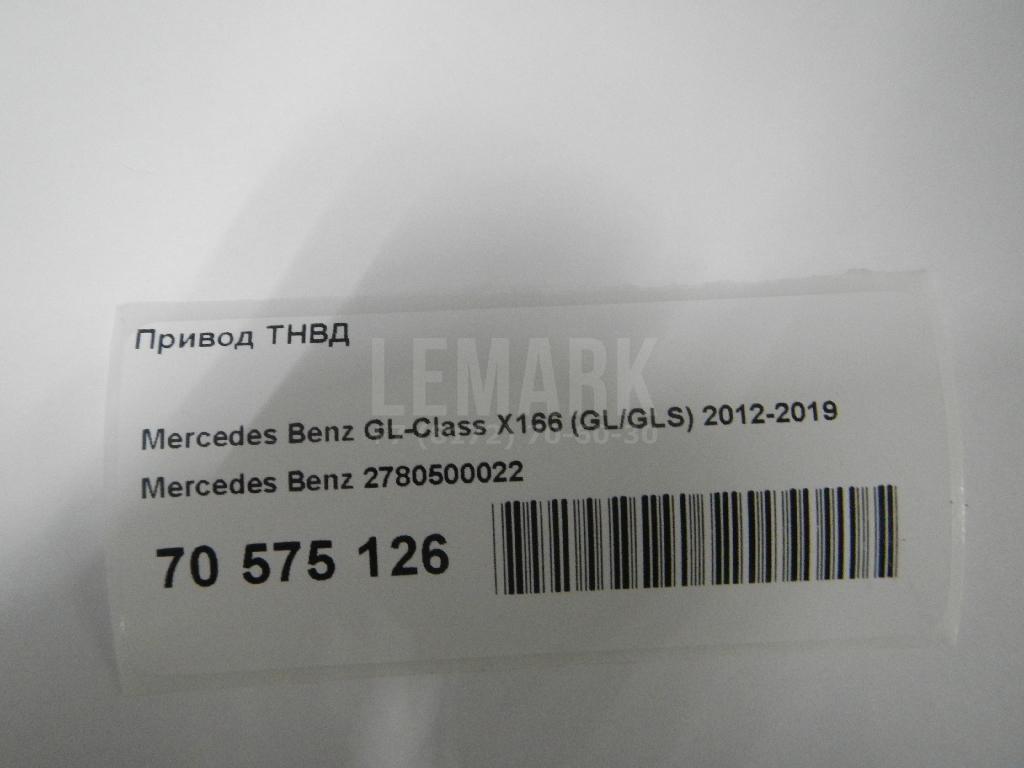 Привод ТНВД
LEMARK
Mercedes Benz GL-Class X166 (GL/GLS) 2012-2019
Mercedes Benz 2780500022
70 575 126